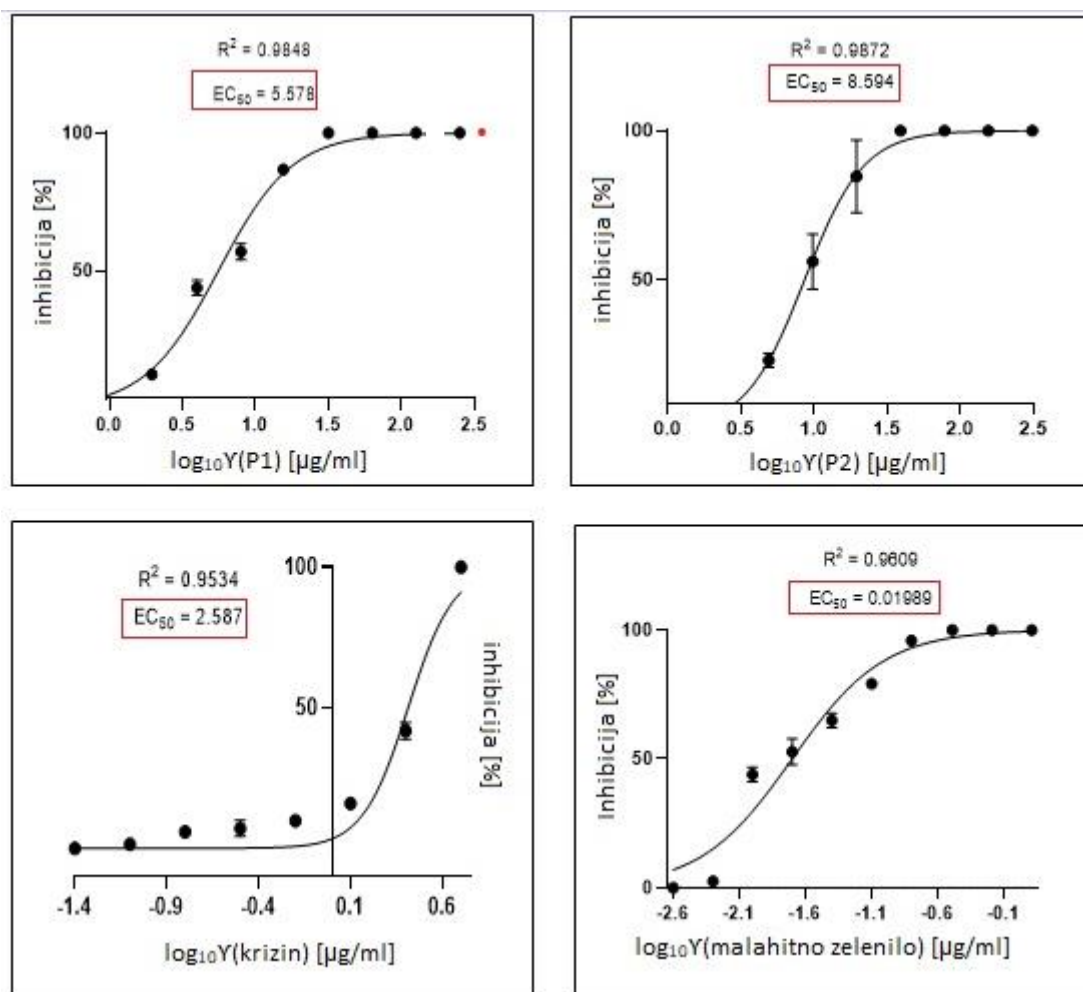 R² = 0.9848
EC₅₀ = 5.578
100
50
inhibicija [%]
0.0 0.5 1.0 1.5 2.0 2.5
log₁₀Υ(P1) [µg/ml]
R² = 0.9872
EC₅₀ = 8.594
100
50
inhibicija [%]
0.0 0.5 1.0 1.5 2.0 2.5
log₁₀Υ(P2) [µg/ml]
R² = 0.9534
EC₅₀ = 2.587
100
50
inhibicija [%]
-1.4 -0.9 -0.4 0.1 0.6
log₁₀Υ(krizin) [µg/ml]
R² = 0.9609
EC₅₀ = 0.01989
100
50
0
Inhibicija [%]
-2.6 -2.1 -1.6 -1.1 -0.6 -0.1
log₁₀Υ(malahitno zelenilo) [µg/ml]